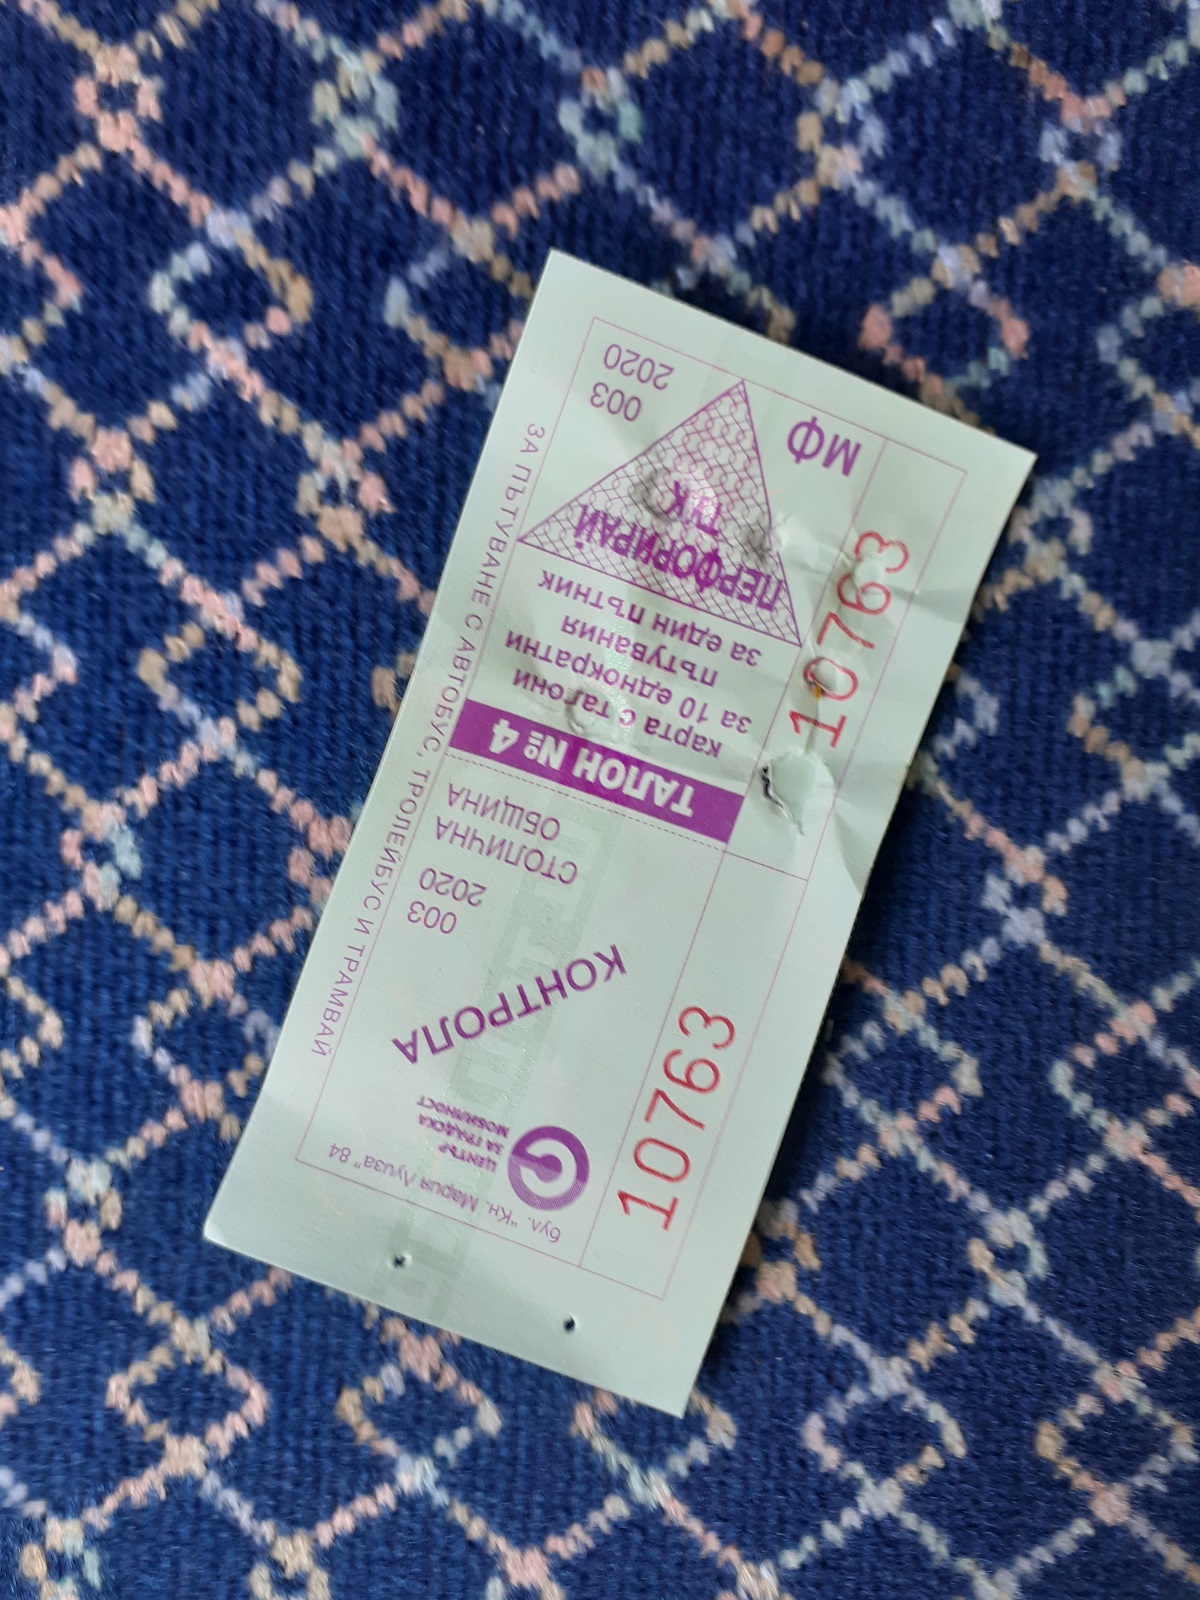 бул. "Кн. Мария Луиза" 84
ЦЕНТЪР
ЗА ГРАДСКА
МОБИЛНОСТ
КОНТРОЛА
003
2020
СТОЛИЧНА
ОБЩИНА
10763
ТАЛОН № 4
карта с талони
за 10 еднократни
пътувания
за един пътник
ПЕРФОРИРАЙ
ТУК
003
2020
МФ
10763
ЗА ПЪТУВАНЕ С АВТОБУС, ТРОЛЕЙБУС И ТРАМВАЙ